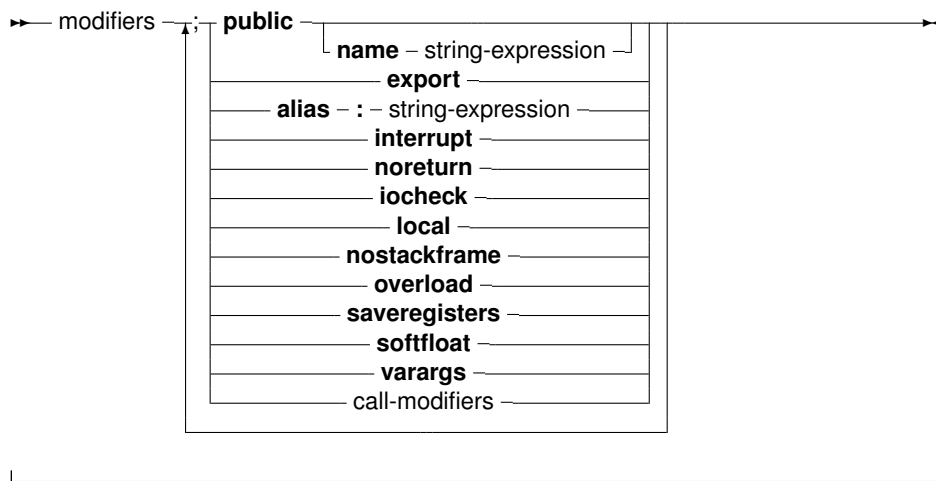 modifiers ; public
name string-expression
export
alias : string-expression
interrupt
noreturn
iocheck
local
nostackframe
overload
saveregisters
softfloat
varargs
call-modifiers